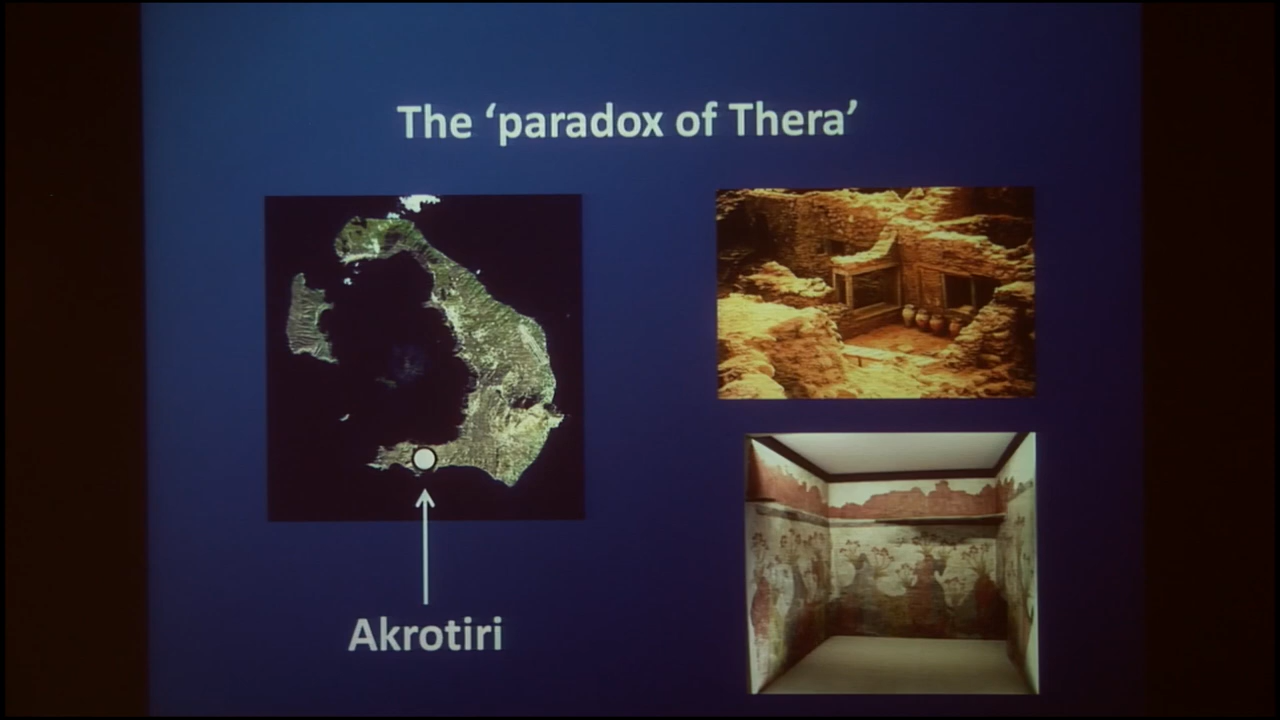 The ‘paradox of Thera’
Akrotiri